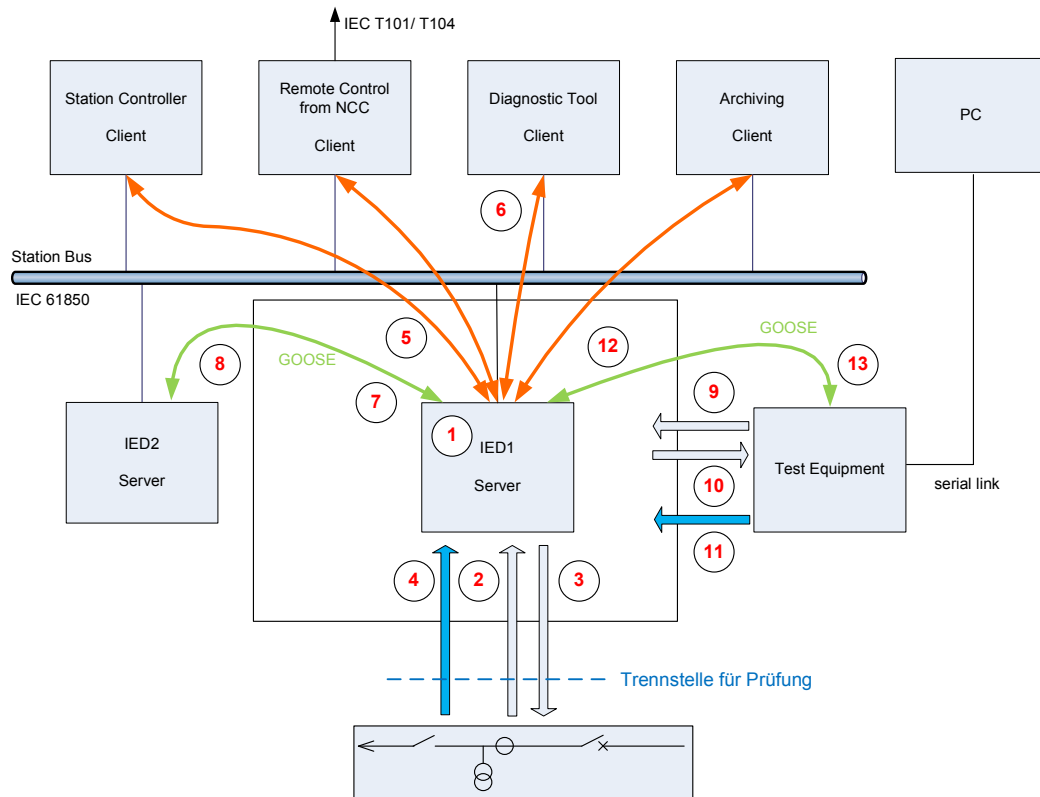 IEC T101/ T104
Station Controller
Client
Remote Control
from NCC
Client
Diagnostic Tool
Client
Archiving
Client
PC
6
Station Bus
IEC 61850
5
12
GOOSE
8
GOOSE
13
7
9
1
IED2
Server
IED1
Server
Test Equipment
10
serial link
11
4
2
3
Trennstelle für Prüfung